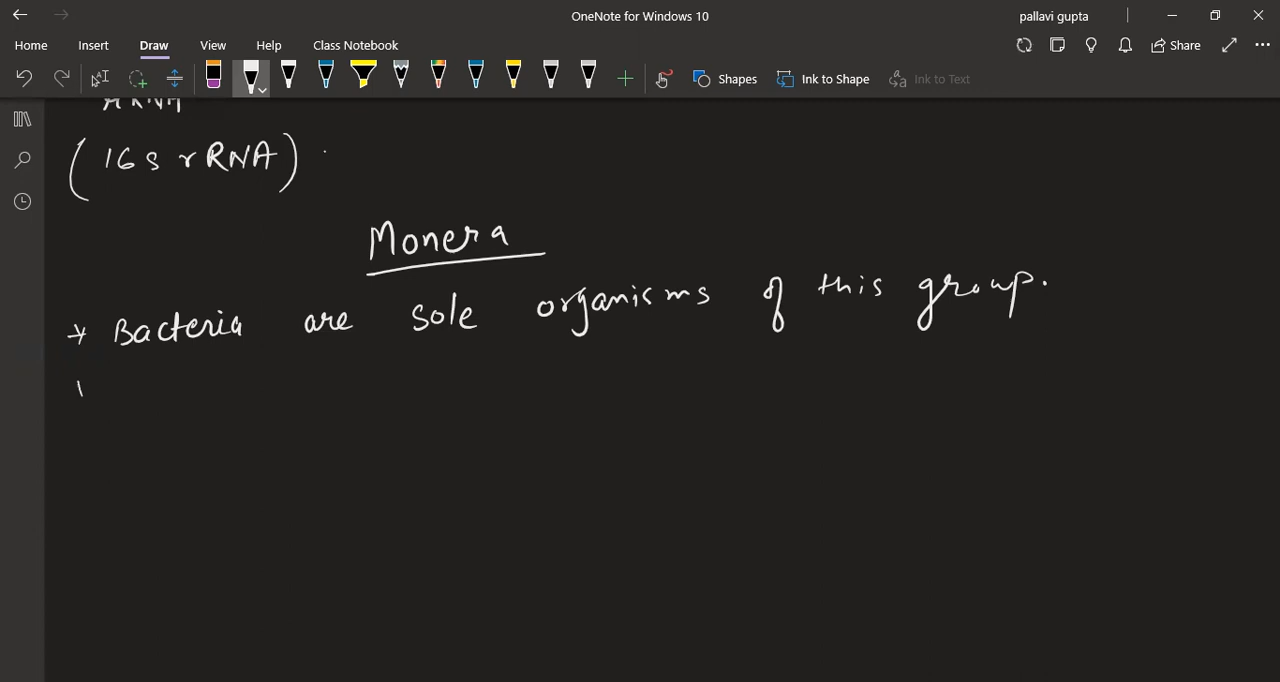 OneNote for Windows 10
pallavi gupta
Home Insert Draw View Help Class Notebook
Share
Shapes
Ink to Shape
Ink to Text
(16s rRNA)
Monera
Bacteria are sole organisms of this group.